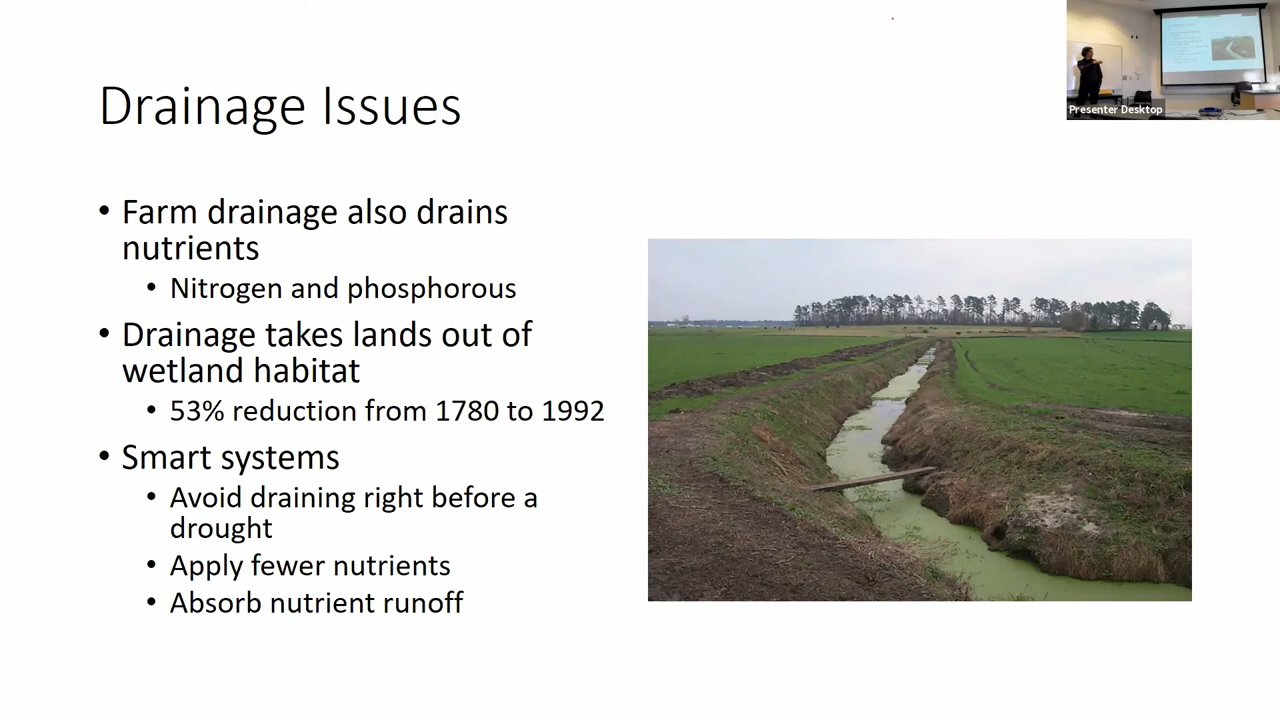 Presenter Desktop
Drainage Issues
• Farm drainage also drains
nutrients
• Nitrogen and phosphorous
• Drainage takes lands out of
wetland habitat
• 53% reduction from 1780 to 1992
• Smart systems
• Avoid draining right before a
drought
• Apply fewer nutrients
• Absorb nutrient runoff